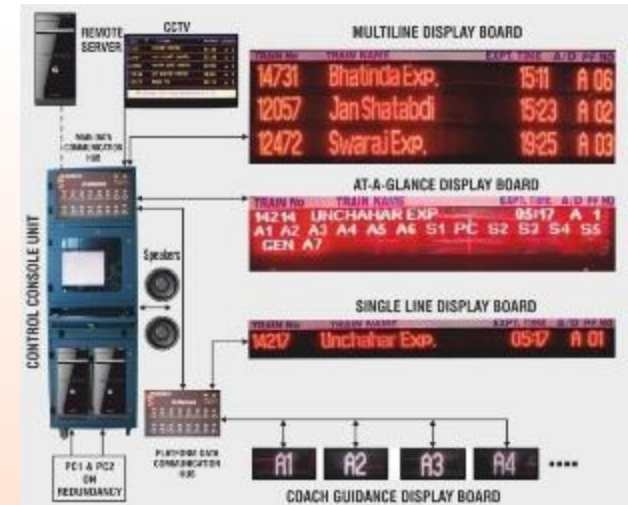 REMOTE
SERVER
CCTV
MULTILINE DISPLAY BOARD
TRAIN No TRAIN NAME EXPT. TIME A/D PF.NO
14731 Bhatinda Exp. 15:11 A 06
12057 Jan Shatabdi 15:23 A 02
12472 Swaraj Exp. 19:25 A 03
MAIN DATA
COMMUNICATION
HUB
AT-A-GLANCE DISPLAY BOARD
TRAIN No TRAIN NAME EXPT. TIME A/D PF.NO
14214 UNCHAHAR EXP 05:17 A 1
A1 A2 A3 A4 A5 A6 S1 PC S2 S3 S4 S5
GEN A7
CONTROL CONSOLE UNIT
Speakers
SINGLE LINE DISPLAY BOARD
TRAIN No TRAIN NAME EXPT. TIME A/D PF.NO
14217 Unchahar Exp. 05:17 A 01
PLATFORM DATA
COMMUNICATION
HUB
PC1 & PC2
ON
REDUNDANCY
A1 A2 A3 A4
COACH GUIDANCE DISPLAY BOARD